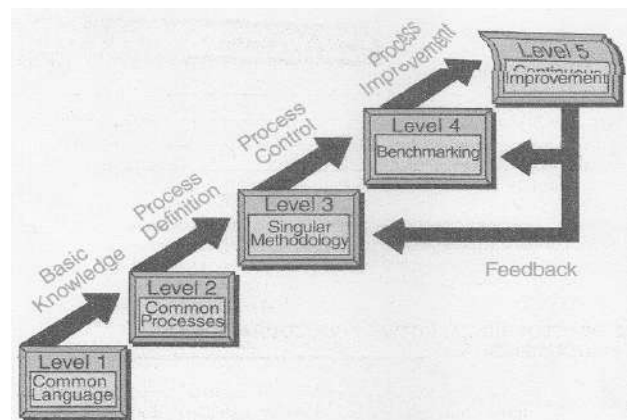 Level 5
Continuous
Improvement
Process
Improvement
Level 4
Benchmarking
Process
Control
Level 3
Singular
Methodology
Process
Definition
Feedback
Basic
Knowledge
Level 2
Common
Processes
Level 1
Common
Language